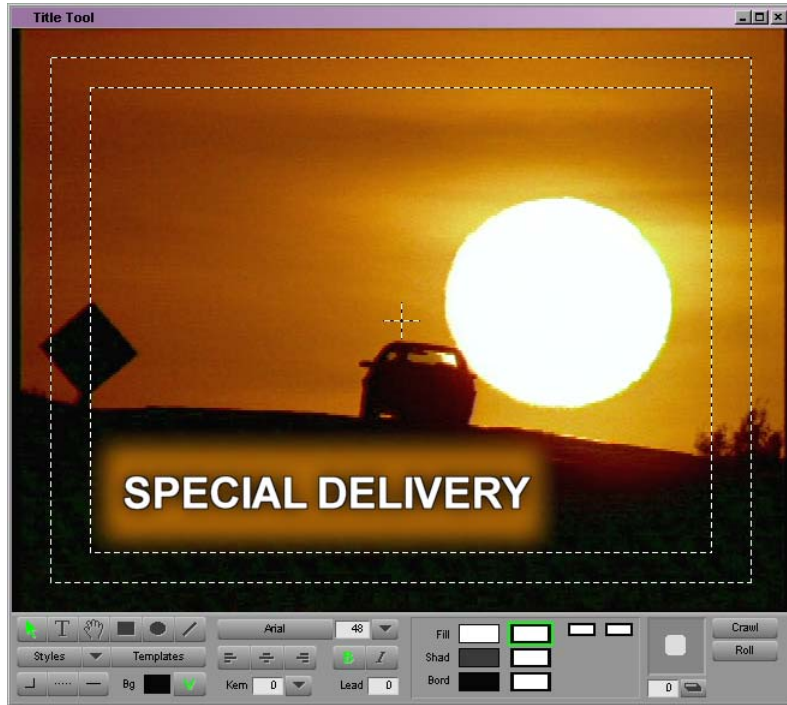 Title Tool
SPECIAL DELIVERY
T
Arial
48
Fill
Crawl
Styles
Templates
B
I
Shad
Roll
Bg
V
Kern
0
Lead
0
Bord
0